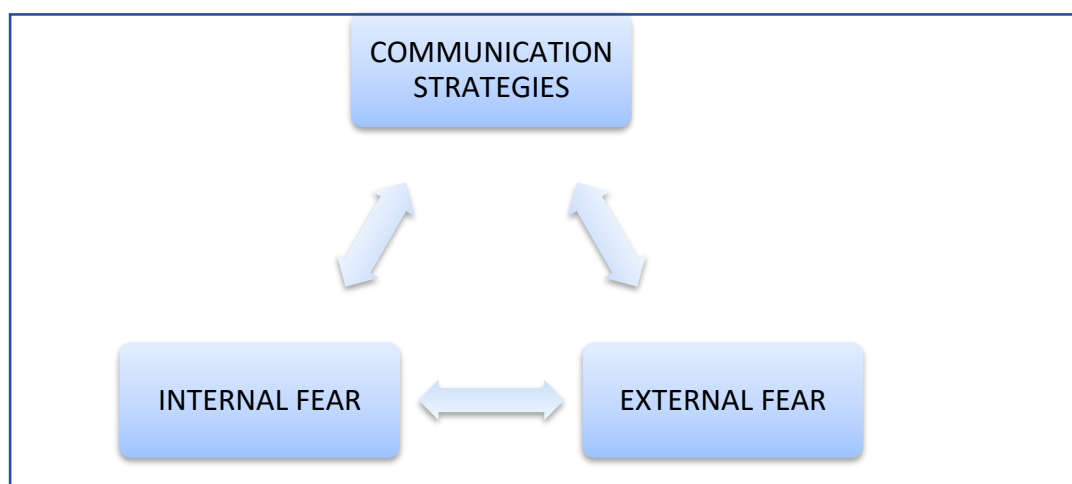 COMMUNICATION
STRATEGIES
INTERNAL FEAR
EXTERNAL FEAR